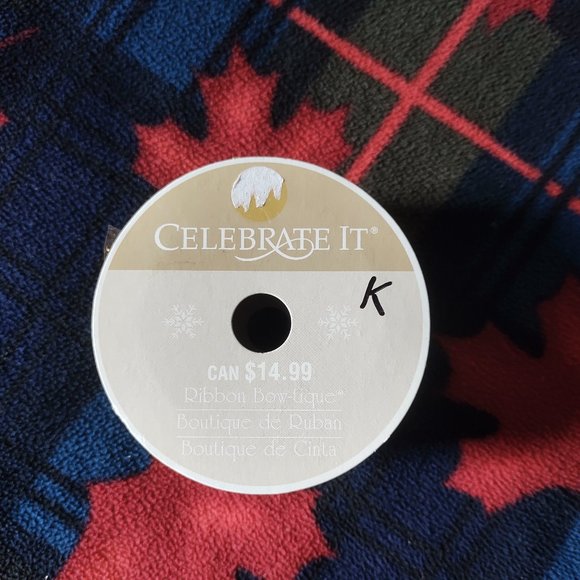 CELEBRATE IT®
K
CAN $14.99
Ribbon Bow-tique®
Boutique de Ruban
Boutique de Cinta